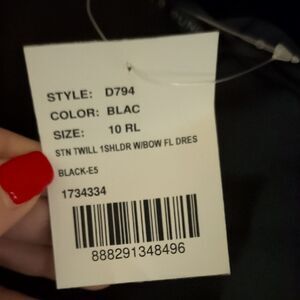 STYLE: D794
COLOR: BLAC
SIZE: 10 RL
STN TWILL 1SHLDR W/BOW FL DRES
BLACK-E5
1734334
888291348496